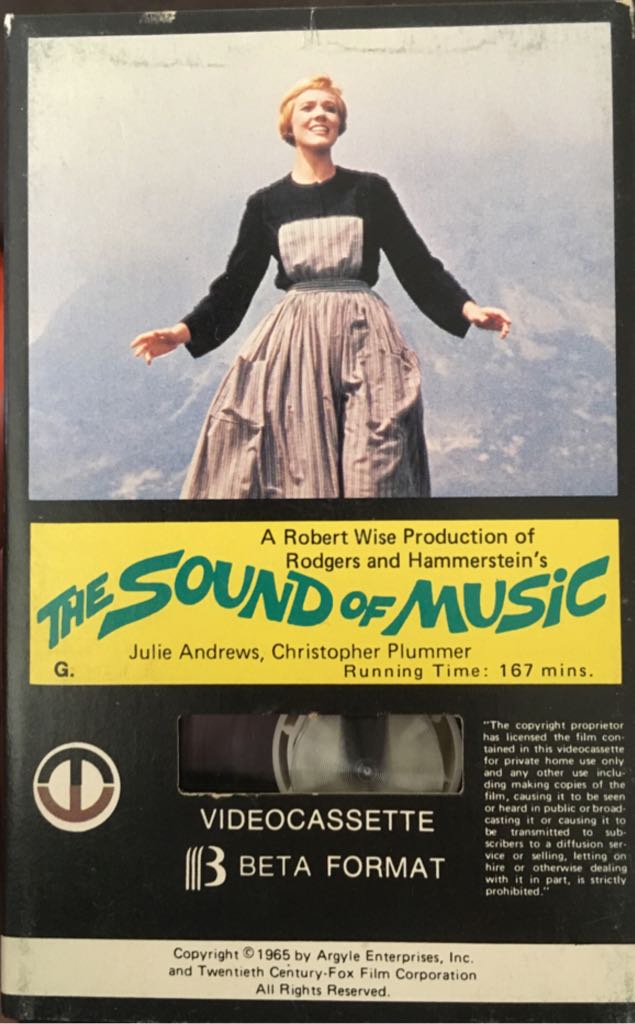 A Robert Wise Production of
Rodgers and Hammerstein's
THE SOUND OF MUSIC
Julie Andrews, Christopher Plummer
G.
Running Time: 167 mins.
VIDEOCASSETTE
B BETA FORMAT
"The copyright proprietor
has licensed the film con-
tained in this videocassette
for private home use only
and any other use inclu-
ding making copies of the
film, causing it to be seen
or heard in public or broad-
casting it or causing it to
be transmitted to sub-
scribers to a diffusion ser-
vice or selling, letting on
hire or otherwise dealing
with it in part, is strictly
prohibited."
Copyright © 1965 by Argyle Enterprises, Inc.
and Twentieth Century-Fox Film Corporation
All Rights Reserved.